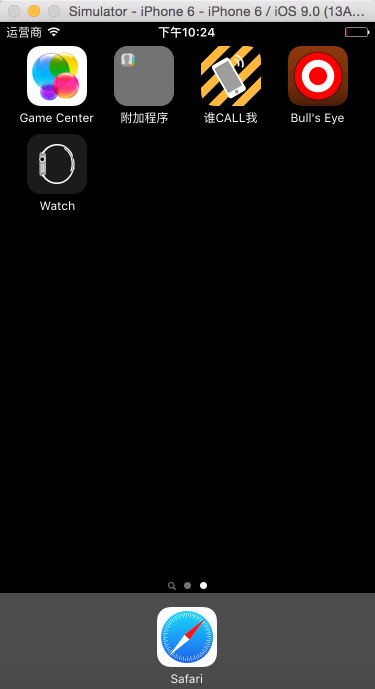 Simulator - iPhone 6 - iPhone 6 / iOS 9.0 (13A...
运营商 下午10:24
Game Center 附加程序 谁CALL我 Bull's Eye
Watch
Safari